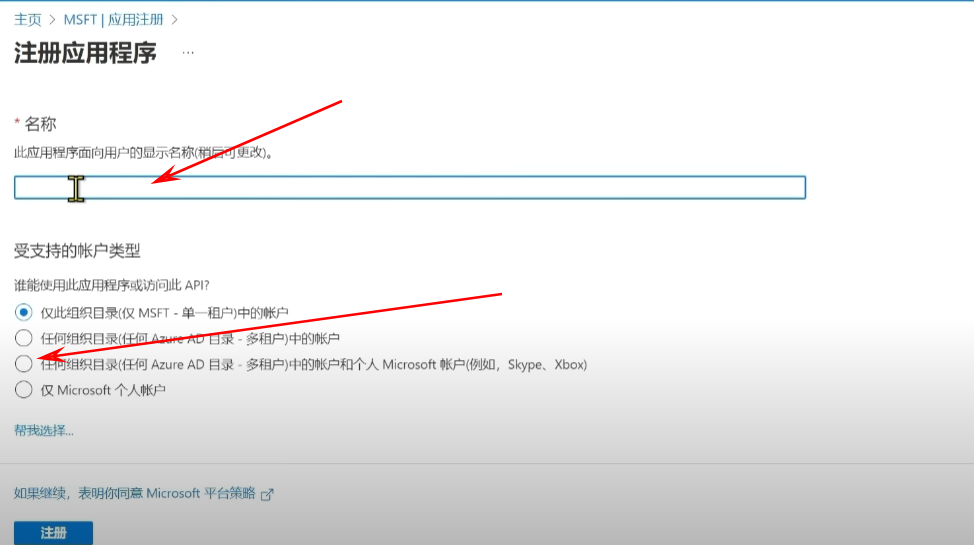 主页 > MSFT | 应用注册 >
注册应用程序 ...
* 名称
此应用程序面向用户的显示名称(稍后可更改)。
受支持的帐户类型
谁能使用此应用程序或访问此 API?
仅此组织目录(仅 MSFT - 单一租户)中的帐户
任何组织目录(任何 Azure AD 目录 - 多租户)中的帐户
任何组织目录(任何 Azure AD 目录 - 多租户)中的帐户和个人 Microsoft 帐户(例如，Skype、Xbox)
仅 Microsoft 个人帐户
帮我选择...
如果继续，表明你同意 Microsoft 平台策略
注册